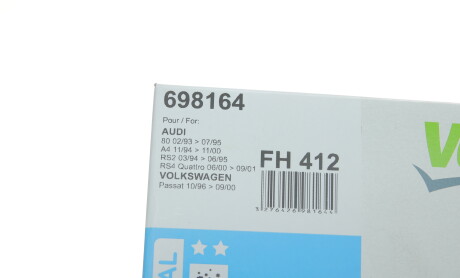 698164
Pour / For:
AUDI
80 02/93 > 07/95
A4 11/94 > 11/00
RS2 03/94 > 06/95
RS4 Quattro 06/00 > 09/01
FH 412
VOLKSWAGEN
Passat 10/96 > 09/00